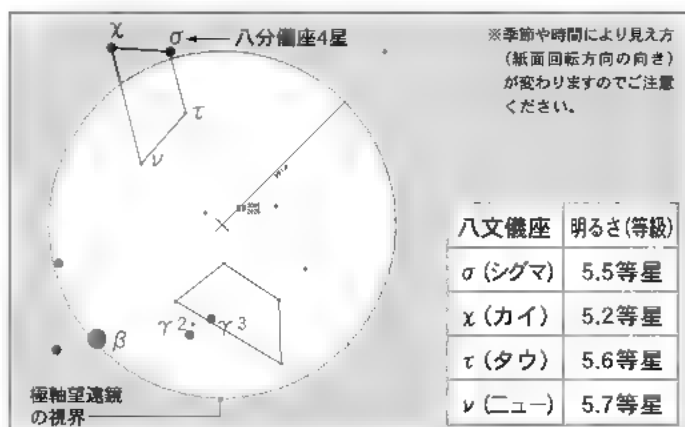 χ
σ
八分儀座4星
※季節や時間により見え方
(紙面回転方向の向き)
が変わりますのでご注意
ください。
τ
ν
γ2
γ3
β
極軸望遠鏡
の視界
八文儀座 明るさ(等級)
σ(シグマ) 5.5等星
χ(カイ) 5.2等星
τ(タウ) 5.6等星
ν(ニュー) 5.7等星